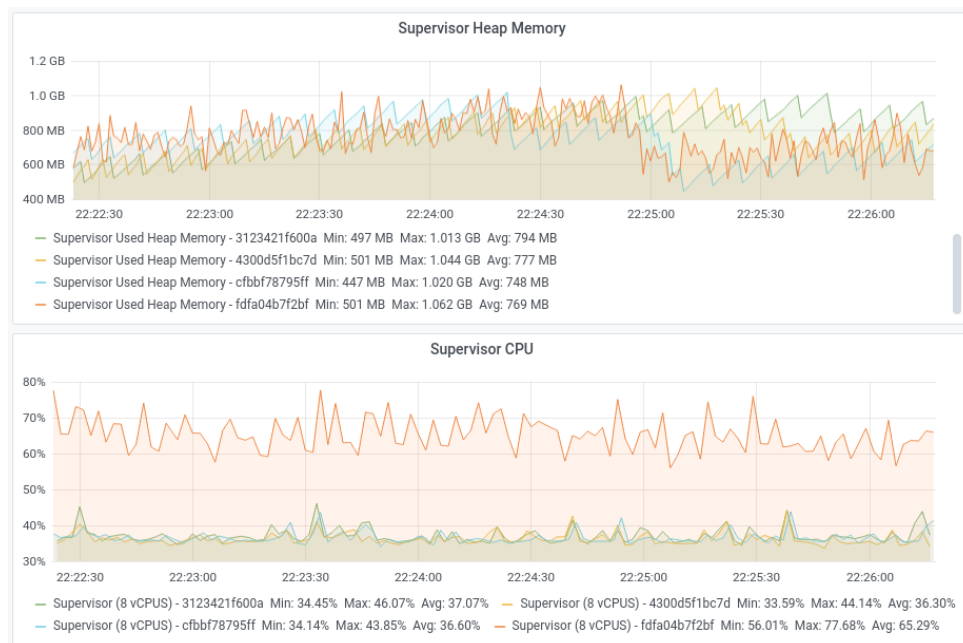 Supervisor Heap Memory
1.2 GB
1.0 GB
800 MB
600 MB
400 MB
22:22:30 22:23:00 22:23:30 22:24:00 22:24:30 22:25:00 22:25:30 22:26:00
Supervisor Used Heap Memory - 3123421f600a Min: 497 MB Max: 1.013 GB Avg: 794 MB
Supervisor Used Heap Memory - 4300d5f1bc7d Min: 501 MB Max: 1.044 GB Avg: 777 MB
Supervisor Used Heap Memory - cfbbf78795ff Min: 447 MB Max: 1.020 GB Avg: 748 MB
Supervisor Used Heap Memory - fdfa04b7f2bf Min: 501 MB Max: 1.062 GB Avg: 769 MB
Supervisor CPU
80%
70%
60%
50%
40%
30%
22:22:30 22:23:00 22:23:30 22:24:00 22:24:30 22:25:00 22:25:30 22:26:00
Supervisor (8 vCPUS) - 3123421f600a Min: 34.45% Max: 46.07% Avg: 37.07% Supervisor (8 vCPUS) - 4300d5f1bc7d Min: 33.59% Max: 44.14% Avg: 36.30%
Supervisor (8 vCPUS) - cfbbf78795ff Min: 34.14% Max: 43.85% Avg: 36.60% Supervisor (8 vCPUS) - fdfa04b7f2bf Min: 56.01% Max: 77.68% Avg: 65.29%